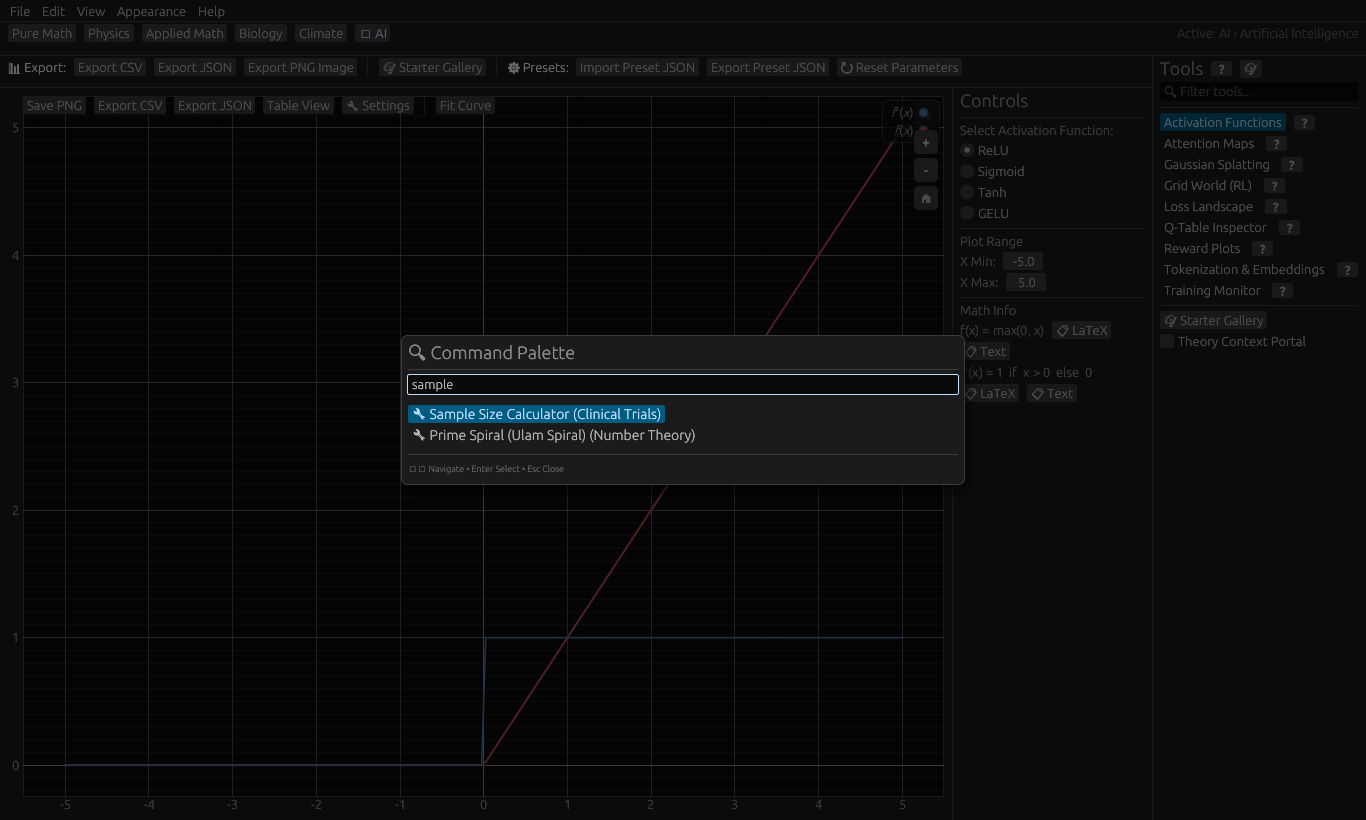 File Edit View Appearance Help
Pure Math Physics Applied Math Biology Climate AI
Active: AI › Artificial Intelligence
Export: Export CSV Export JSON Export PNG Image Starter Gallery Presets: Import Preset JSON Export Preset JSON Reset Parameters
Save PNG Export CSV Export JSON Table View Settings Fit Curve
f'(x)
f(x)
+
-
5
4
3
2
1
0
-5 -4 -3 -2 -1 0 1 2 3 4 5
Command Palette
sample
Sample Size Calculator (Clinical Trials)
Prime Spiral (Ulam Spiral) (Number Theory)
Navigate • Enter Select • Esc Close
Controls
Select Activation Function:
ReLU
Sigmoid
Tanh
GELU
Plot Range
X Min: -5.0
X Max: 5.0
Math Info
f(x) = max(0, x) LaTeX
Text
(x) = 1 if x > 0 else 0
LaTeX Text
Tools ?
Filter tools...
Activation Functions ?
Attention Maps ?
Gaussian Splatting ?
Grid World (RL) ?
Loss Landscape ?
Q-Table Inspector ?
Reward Plots ?
Tokenization & Embeddings ?
Training Monitor ?
Starter Gallery
Theory Context Portal